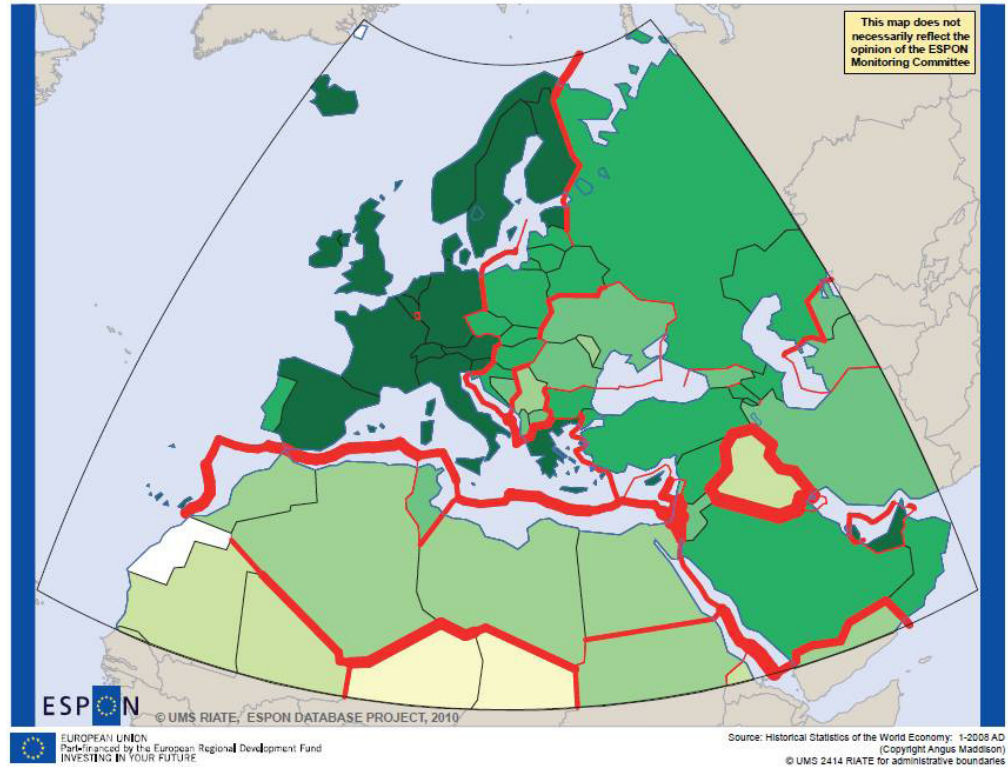 This map does not
necessarily reflect the
opinion of the ESPON
Monitoring Committee
ESPON
© UMS RIATE, ESPON DATABASE PROJECT, 2010
EUROPEAN UNION
Part-financed by the European Regional Development Fund
INVESTING IN YOUR FUTURE
Source: Historical Statistics of the World Economy: 1-2008 AD
(Copyright Angus Maddison)
© UMS 2414 RIATE for administrative boundaries